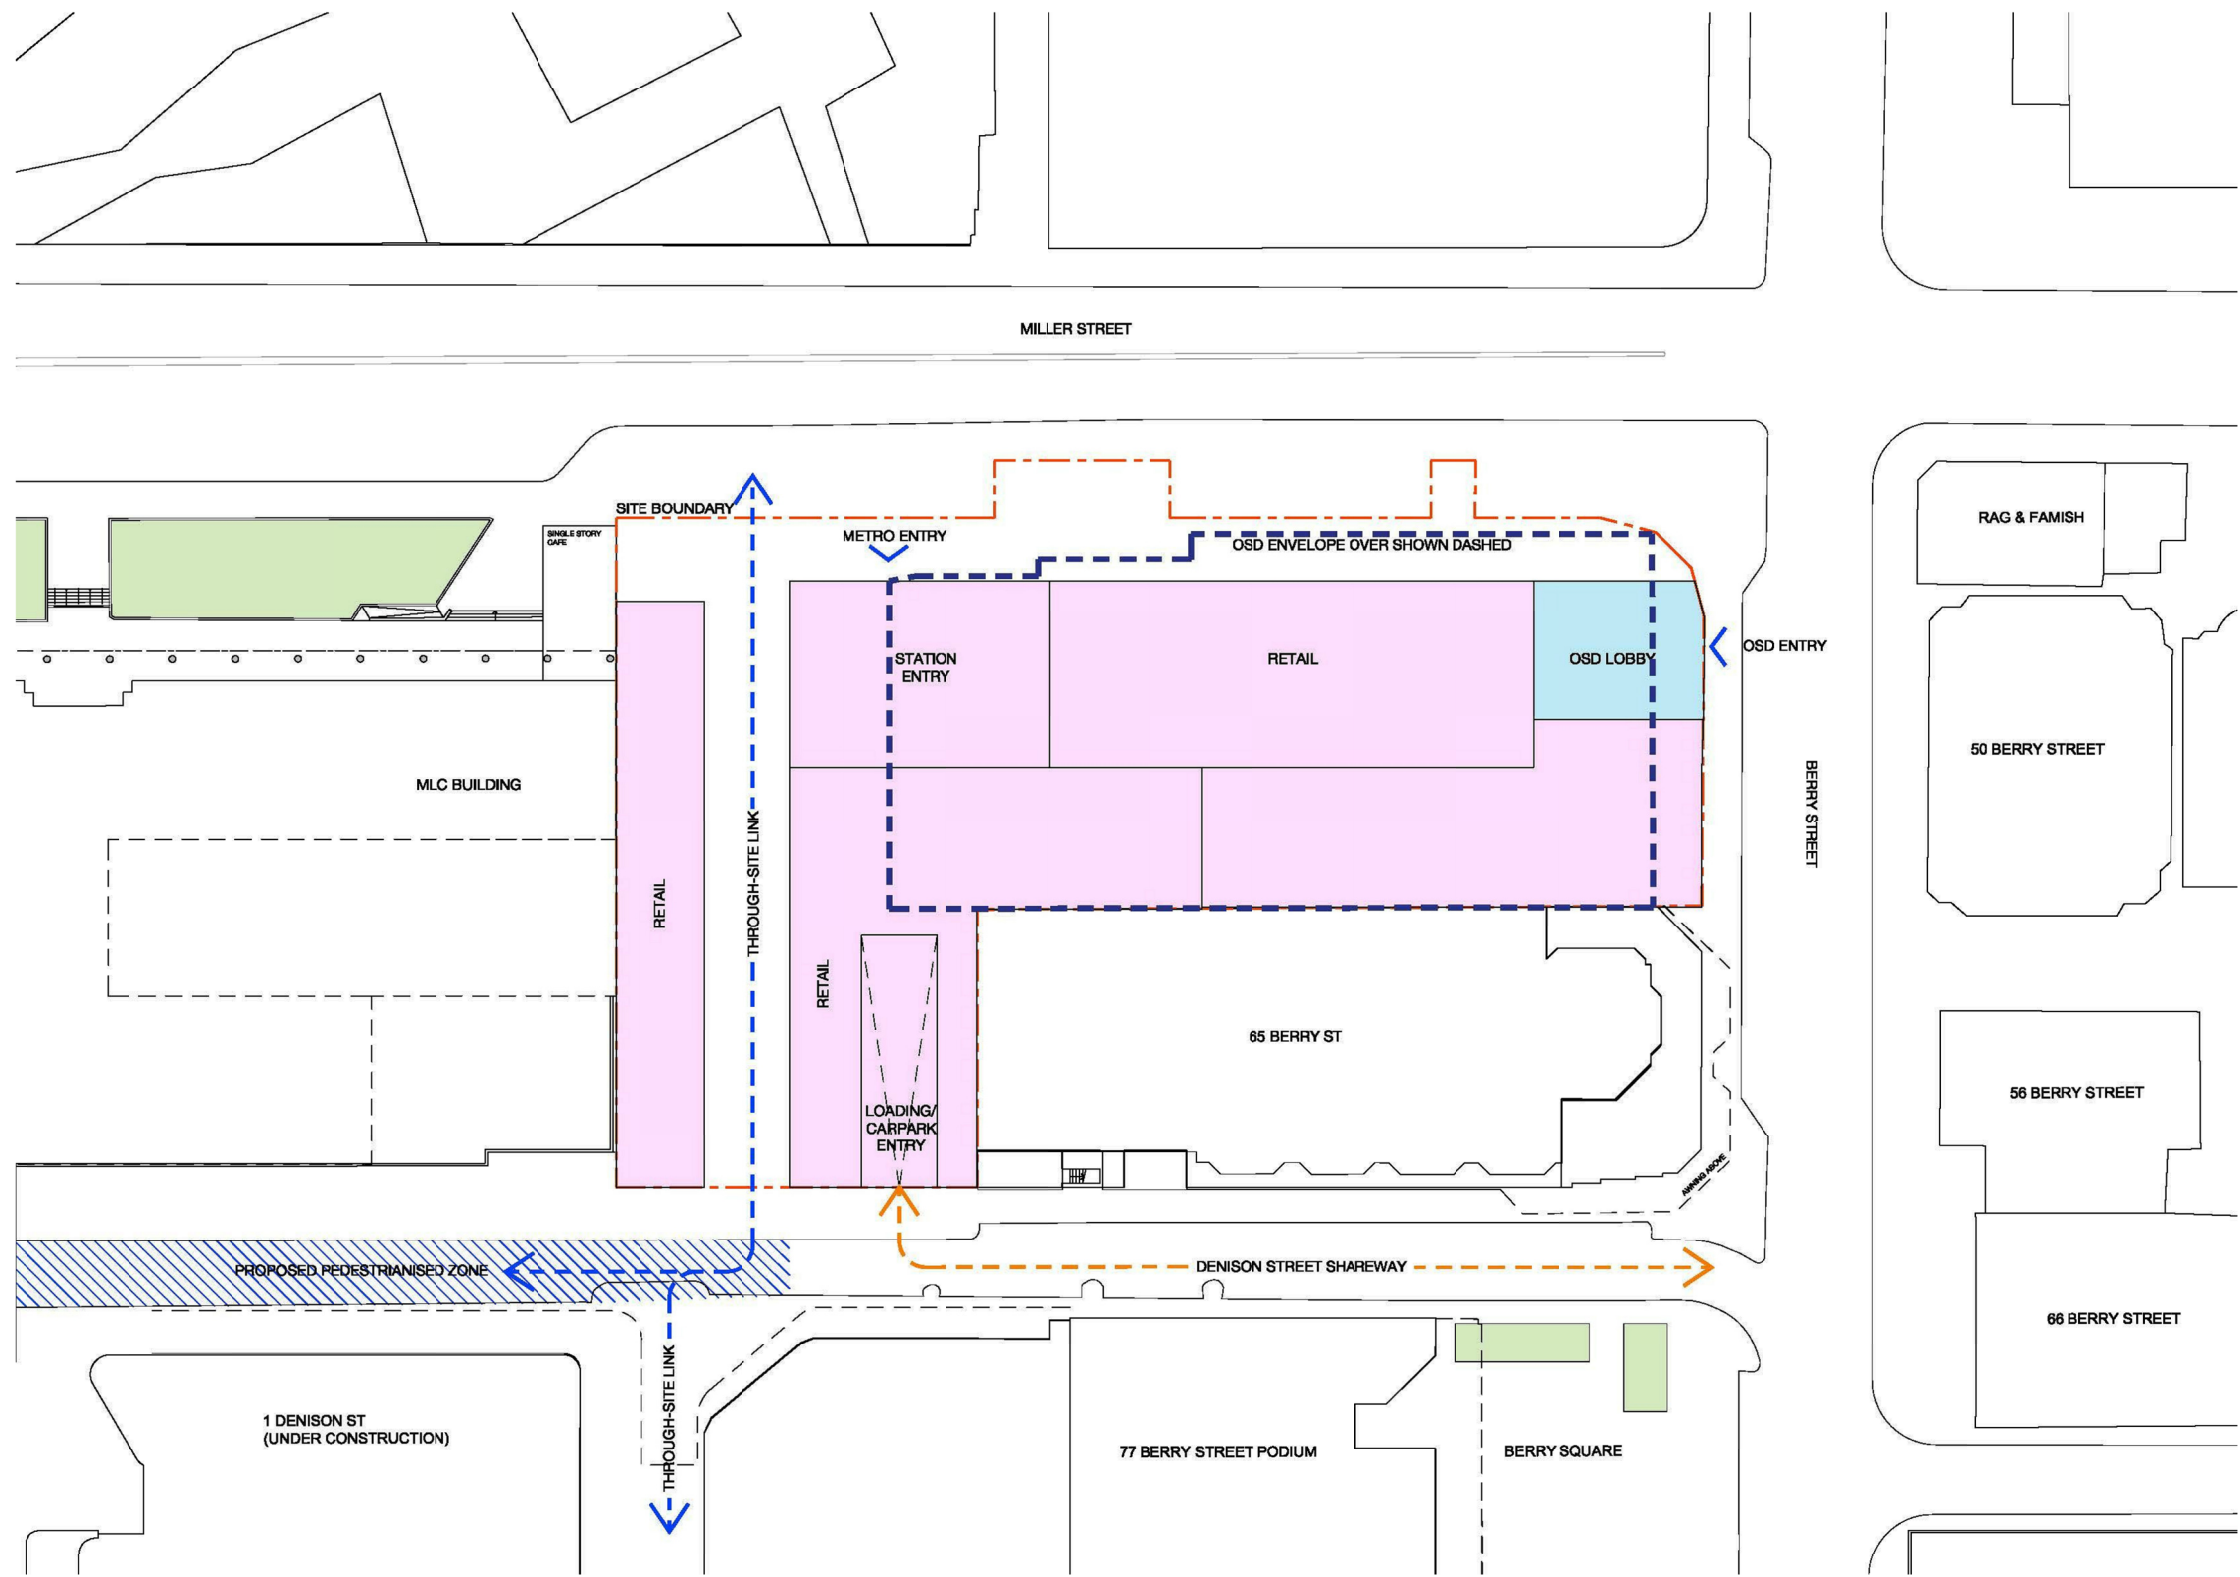 MILLER STREET
SITE BOUNDARY
SINGLE STORY
CAFE
METRO ENTRY
OSD ENVELOPE OVER SHOWN DASHED
RAG & FAMISH
STATION
ENTRY
RETAIL
OSD LOBBY
OSD ENTRY
50 BERRY STREET
MLC BUILDING
BERRY STREET
THROUGH-SITE LINK
RETAIL
RETAIL
65 BERRY ST
56 BERRY STREET
LOADING/
CARPARK
ENTRY
AWNING ABOVE
PROPOSED PEDESTRIANISED ZONE
DENISON STREET SHAREWAY
66 BERRY STREET
THROUGH-SITE LINK
1 DENISON ST
(UNDER CONSTRUCTION)
77 BERRY STREET PODIUM
BERRY SQUARE